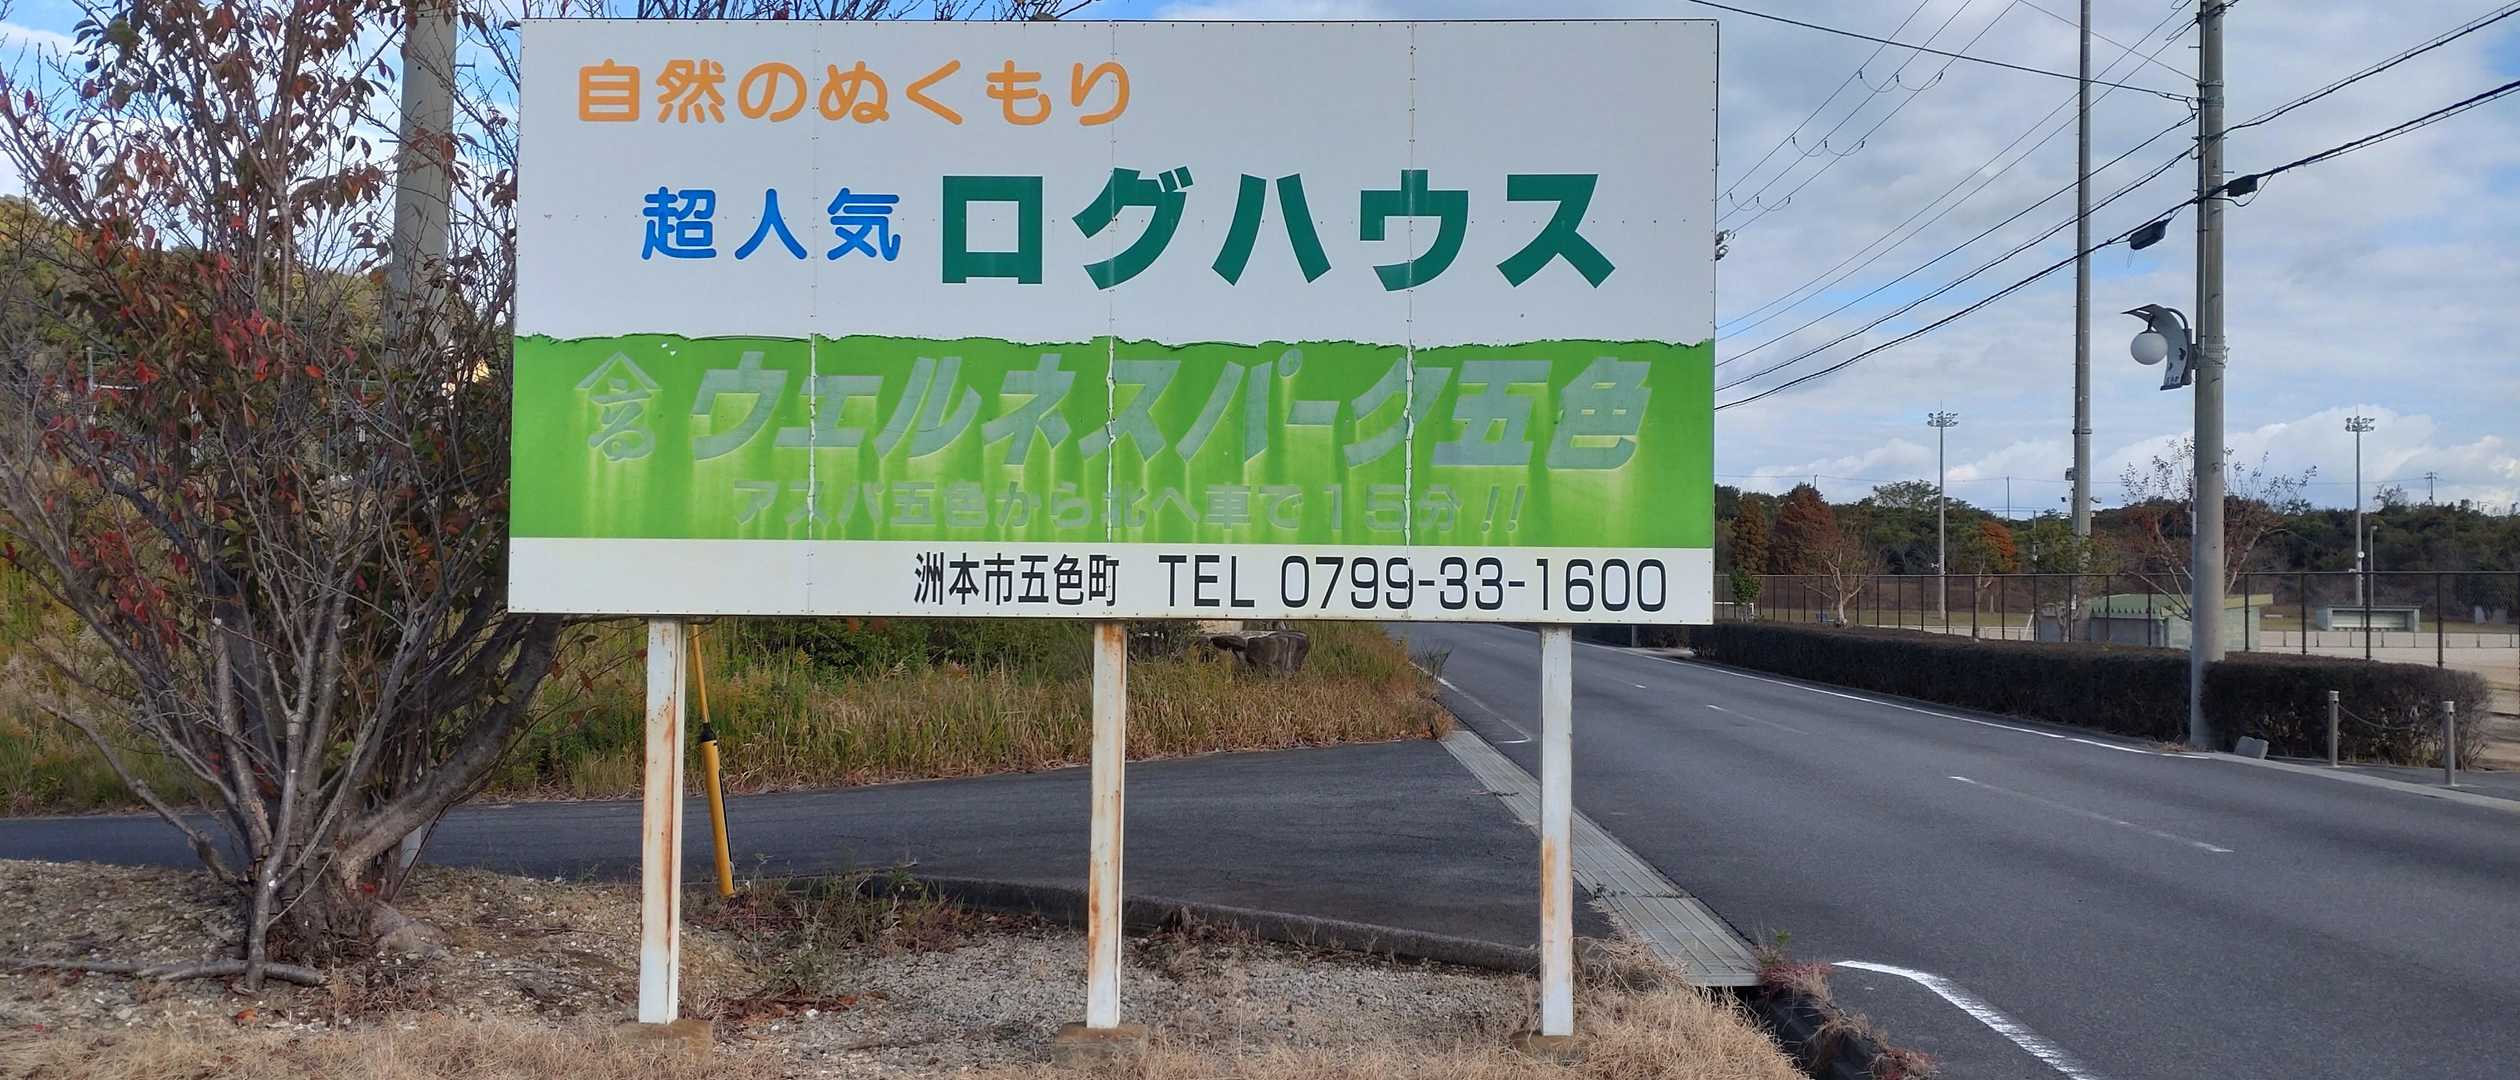 自然のぬくもり
超人気 ログハウス
ウエルネスパーク五色
アスパ五色から北へ車で15分!!
洲本市五色町 TEL 0799-33-1600